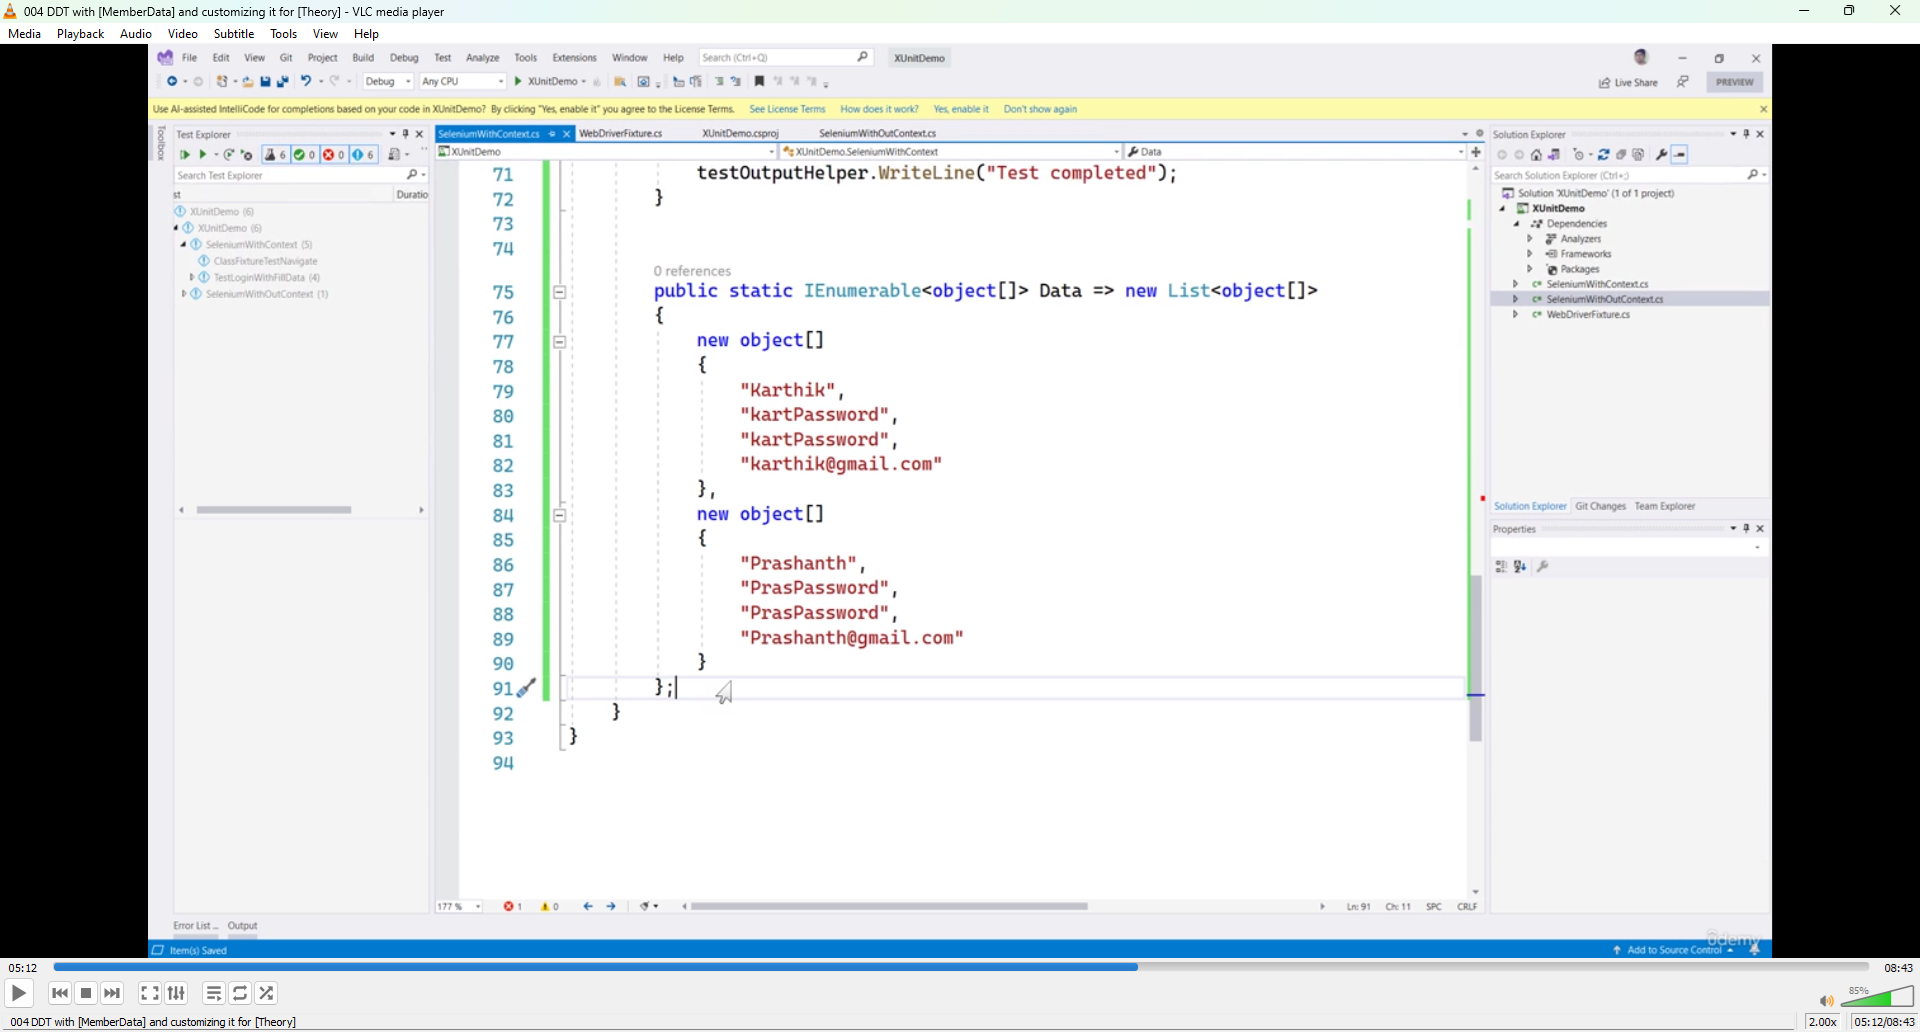 004 DDT with [MemberData] and customizing it for [Theory] - VLC media player
Media Playback Audio Video Subtitle Tools View Help
File Edit View Git Project Build Debug Test Analyze Tools Extensions Window Help Search (Ctrl+Q) XUnitDemo
Debug Any CPU XUnitDemo Live Share PREVIEW
Use AI-assisted IntelliCode for completions based on your code in XUnitDemo? By clicking "Yes, enable it" you agree to the License Terms. See License Terms How does it work? Yes, enable it Don't show again
Toolbox
Test Explorer
6 0 0 6
Search Test Explorer
st Duratio
XUnitDemo (6)
XUnitDemo (6)
SeleniumWithContext (5)
ClassFixtureTestNavigate
TestLoginWithFillData (4)
SeleniumWithOutContext (1)
SeleniumWithContext.cs WebDriverFixture.cs XUnitDemo.csproj SeleniumWithOutContext.cs
XUnitDemo XUnitDemo.SeleniumWithContext Data
71 testOutputHelper.WriteLine("Test completed");
72 }
73
74
0 references
75 public static IEnumerable<object[]> Data => new List<object[]>
76 {
77 new object[]
78 {
79 "Karthik",
80 "kartPassword",
81 "kartPassword",
82 "karthik@gmail.com"
83 },
84 new object[]
85 {
86 "Prashanth",
87 "PrasPassword",
88 "PrasPassword",
89 "Prashanth@gmail.com"
90 }
91 };
92 }
93 }
94
177 % 1 0 Ln: 91 Ch: 11 SPC CRLF
Solution Explorer
Search Solution Explorer (Ctrl+;)
Solution 'XUnitDemo' (1 of 1 project)
XUnitDemo
Dependencies
Analyzers
Frameworks
Packages
SeleniumWithContext.cs
SeleniumWithOutContext.cs
WebDriverFixture.cs
Solution Explorer Git Changes Team Explorer
Properties
Error List ... Output
Item(s) Saved Add to Source Control
udemy
05:12 08:43
85%
004 DDT with [MemberData] and customizing it for [Theory] 2.00x 05:12/08:43